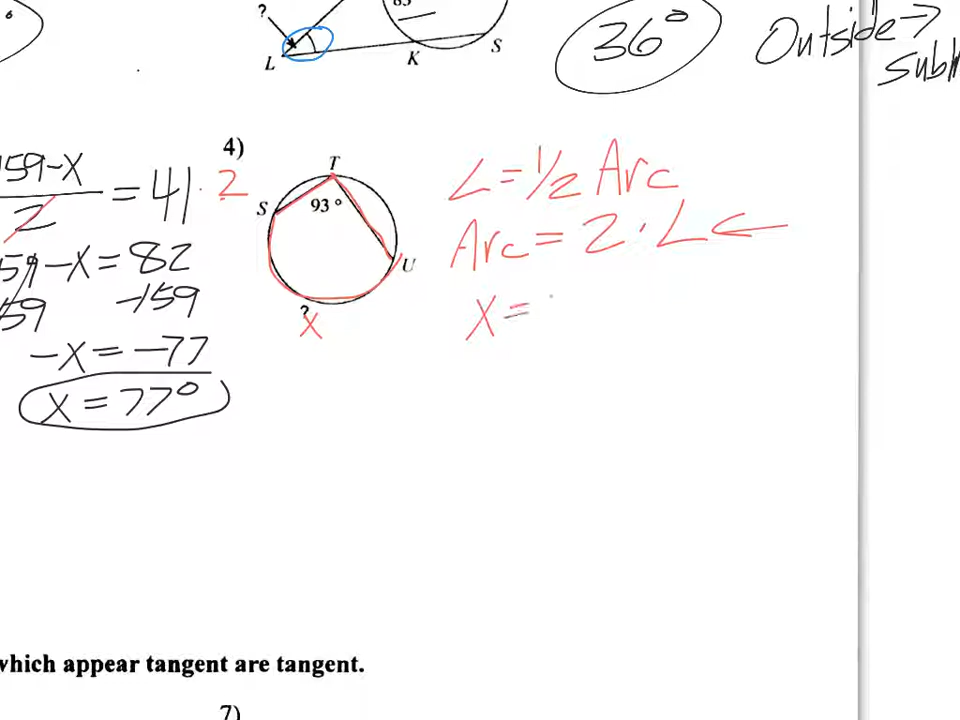 ?
85
L
K
S
36°
Outside→
159-x
2
= 41 · 2
159-x = 82
159 -159
-x = -77
x = 77°
4)
T
S
93°
U
?
x
∠ = 1/2 Arc
Arc = 2 · ∠ ←
x =
which appear tangent are tangent.
7)